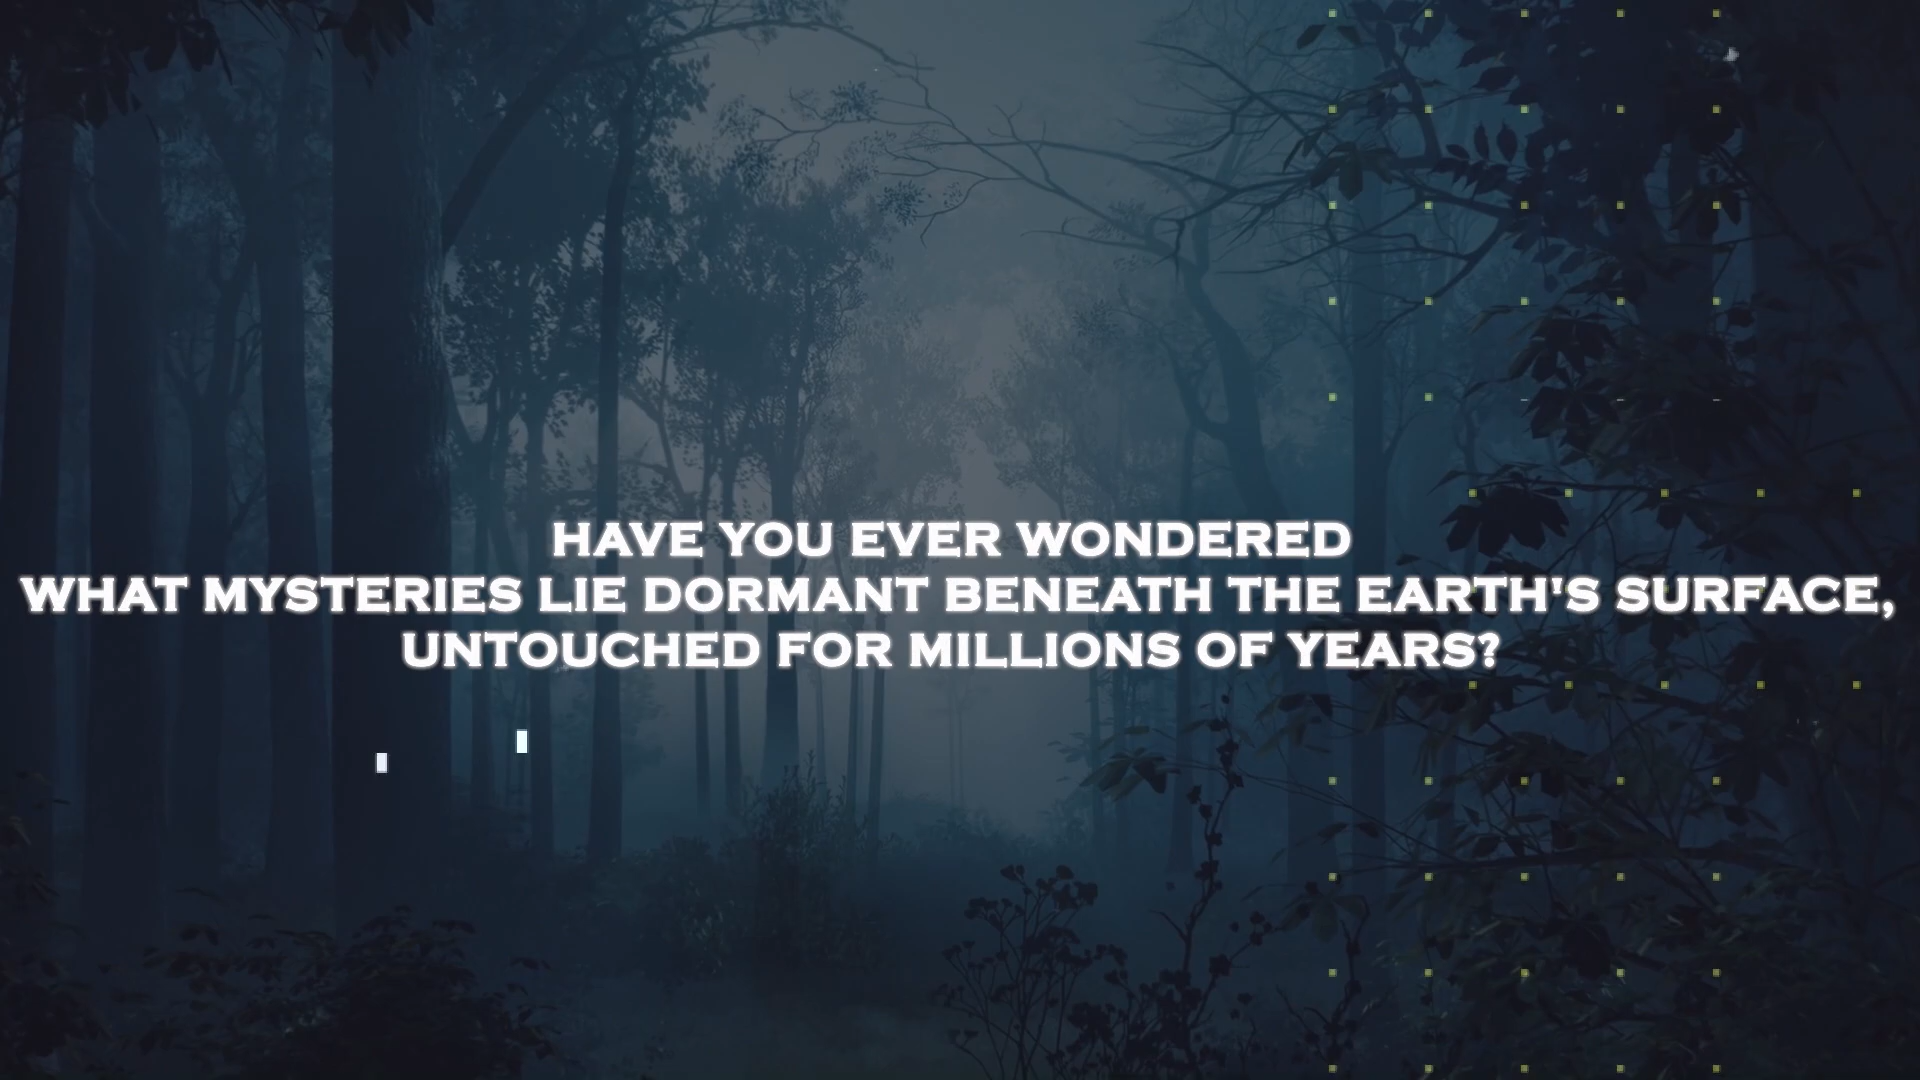 HAVE YOU EVER WONDERED
WHAT MYSTERIES LIE DORMANT BENEATH THE EARTH'S SURFACE,
UNTOUCHED FOR MILLIONS OF YEARS?